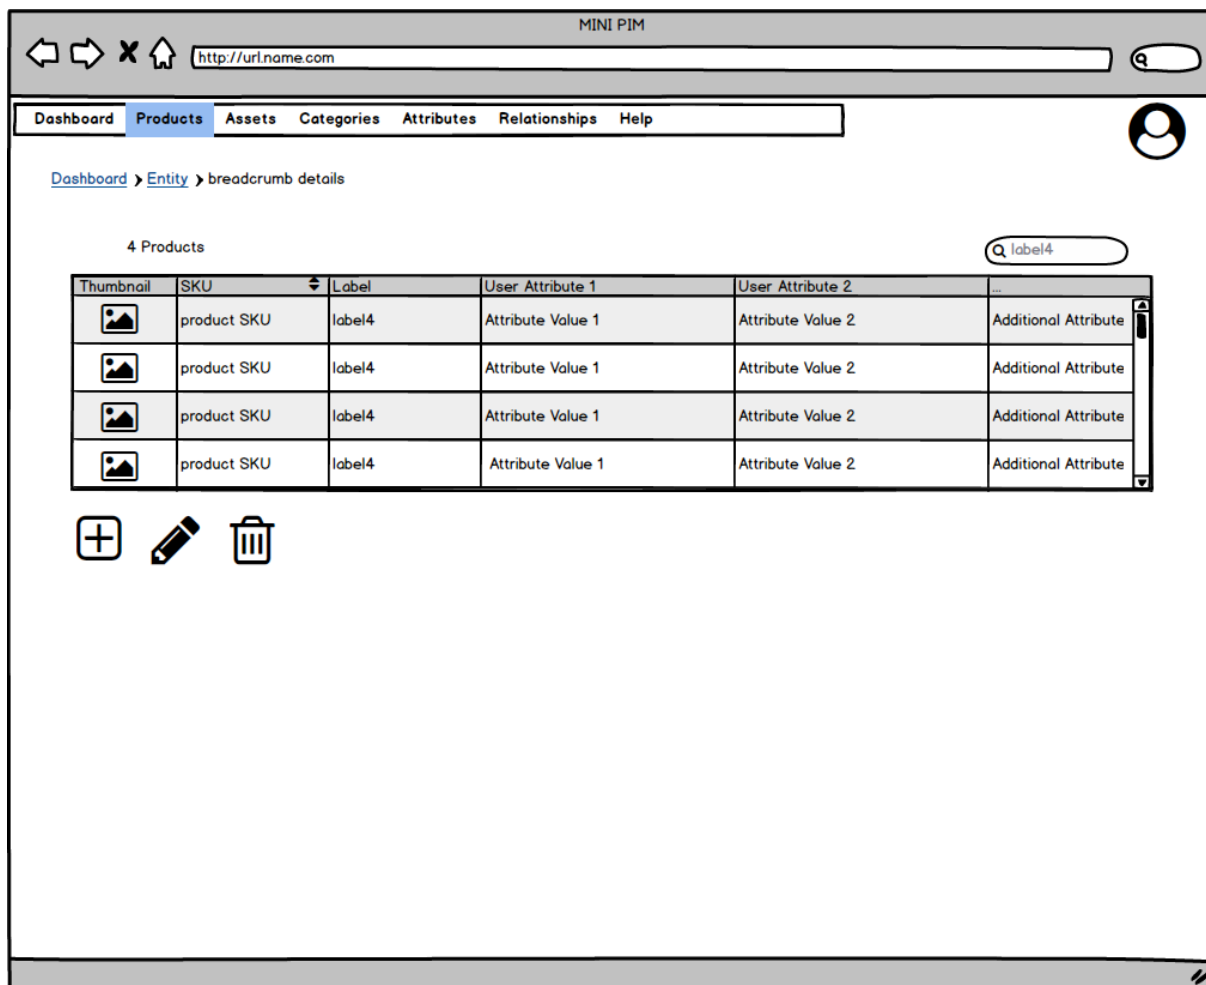 MINI PIM
http://url.name.com
Dashboard Products Assets Categories Attributes Relationships Help
Dashboard Entity breadcrumb details
4 Products label4
Thumbnail SKU Label User Attribute 1 User Attribute 2 ...
product SKU label4 Attribute Value 1 Attribute Value 2 Additional Attribute
product SKU label4 Attribute Value 1 Attribute Value 2 Additional Attribute
product SKU label4 Attribute Value 1 Attribute Value 2 Additional Attribute
product SKU label4 Attribute Value 1 Attribute Value 2 Additional Attribute